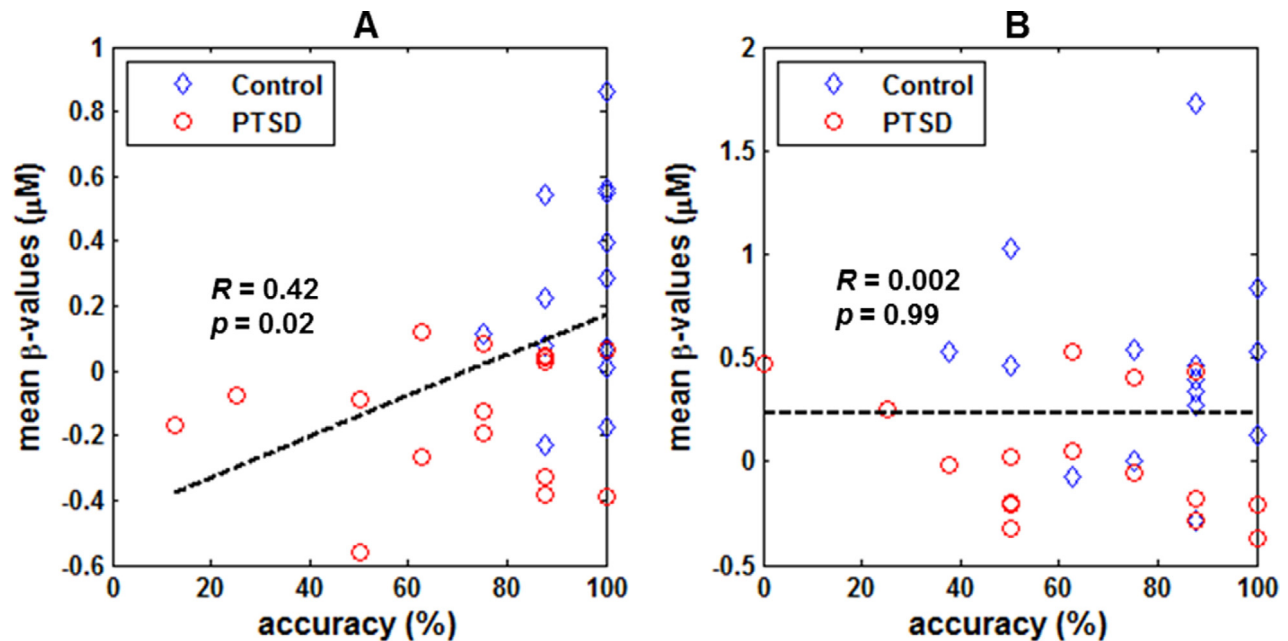 A
mean β-values (μM)
1
0.8
0.6
0.4
0.2
0
-0.2
-0.4
-0.6
Control
PTSD
R = 0.42
p = 0.02
0 20 40 60 80 100
accuracy (%)
B
mean β-values (μM)
2
1.5
1
0.5
0
-0.5
Control
PTSD
R = 0.002
p = 0.99
0 20 40 60 80 100
accuracy (%)